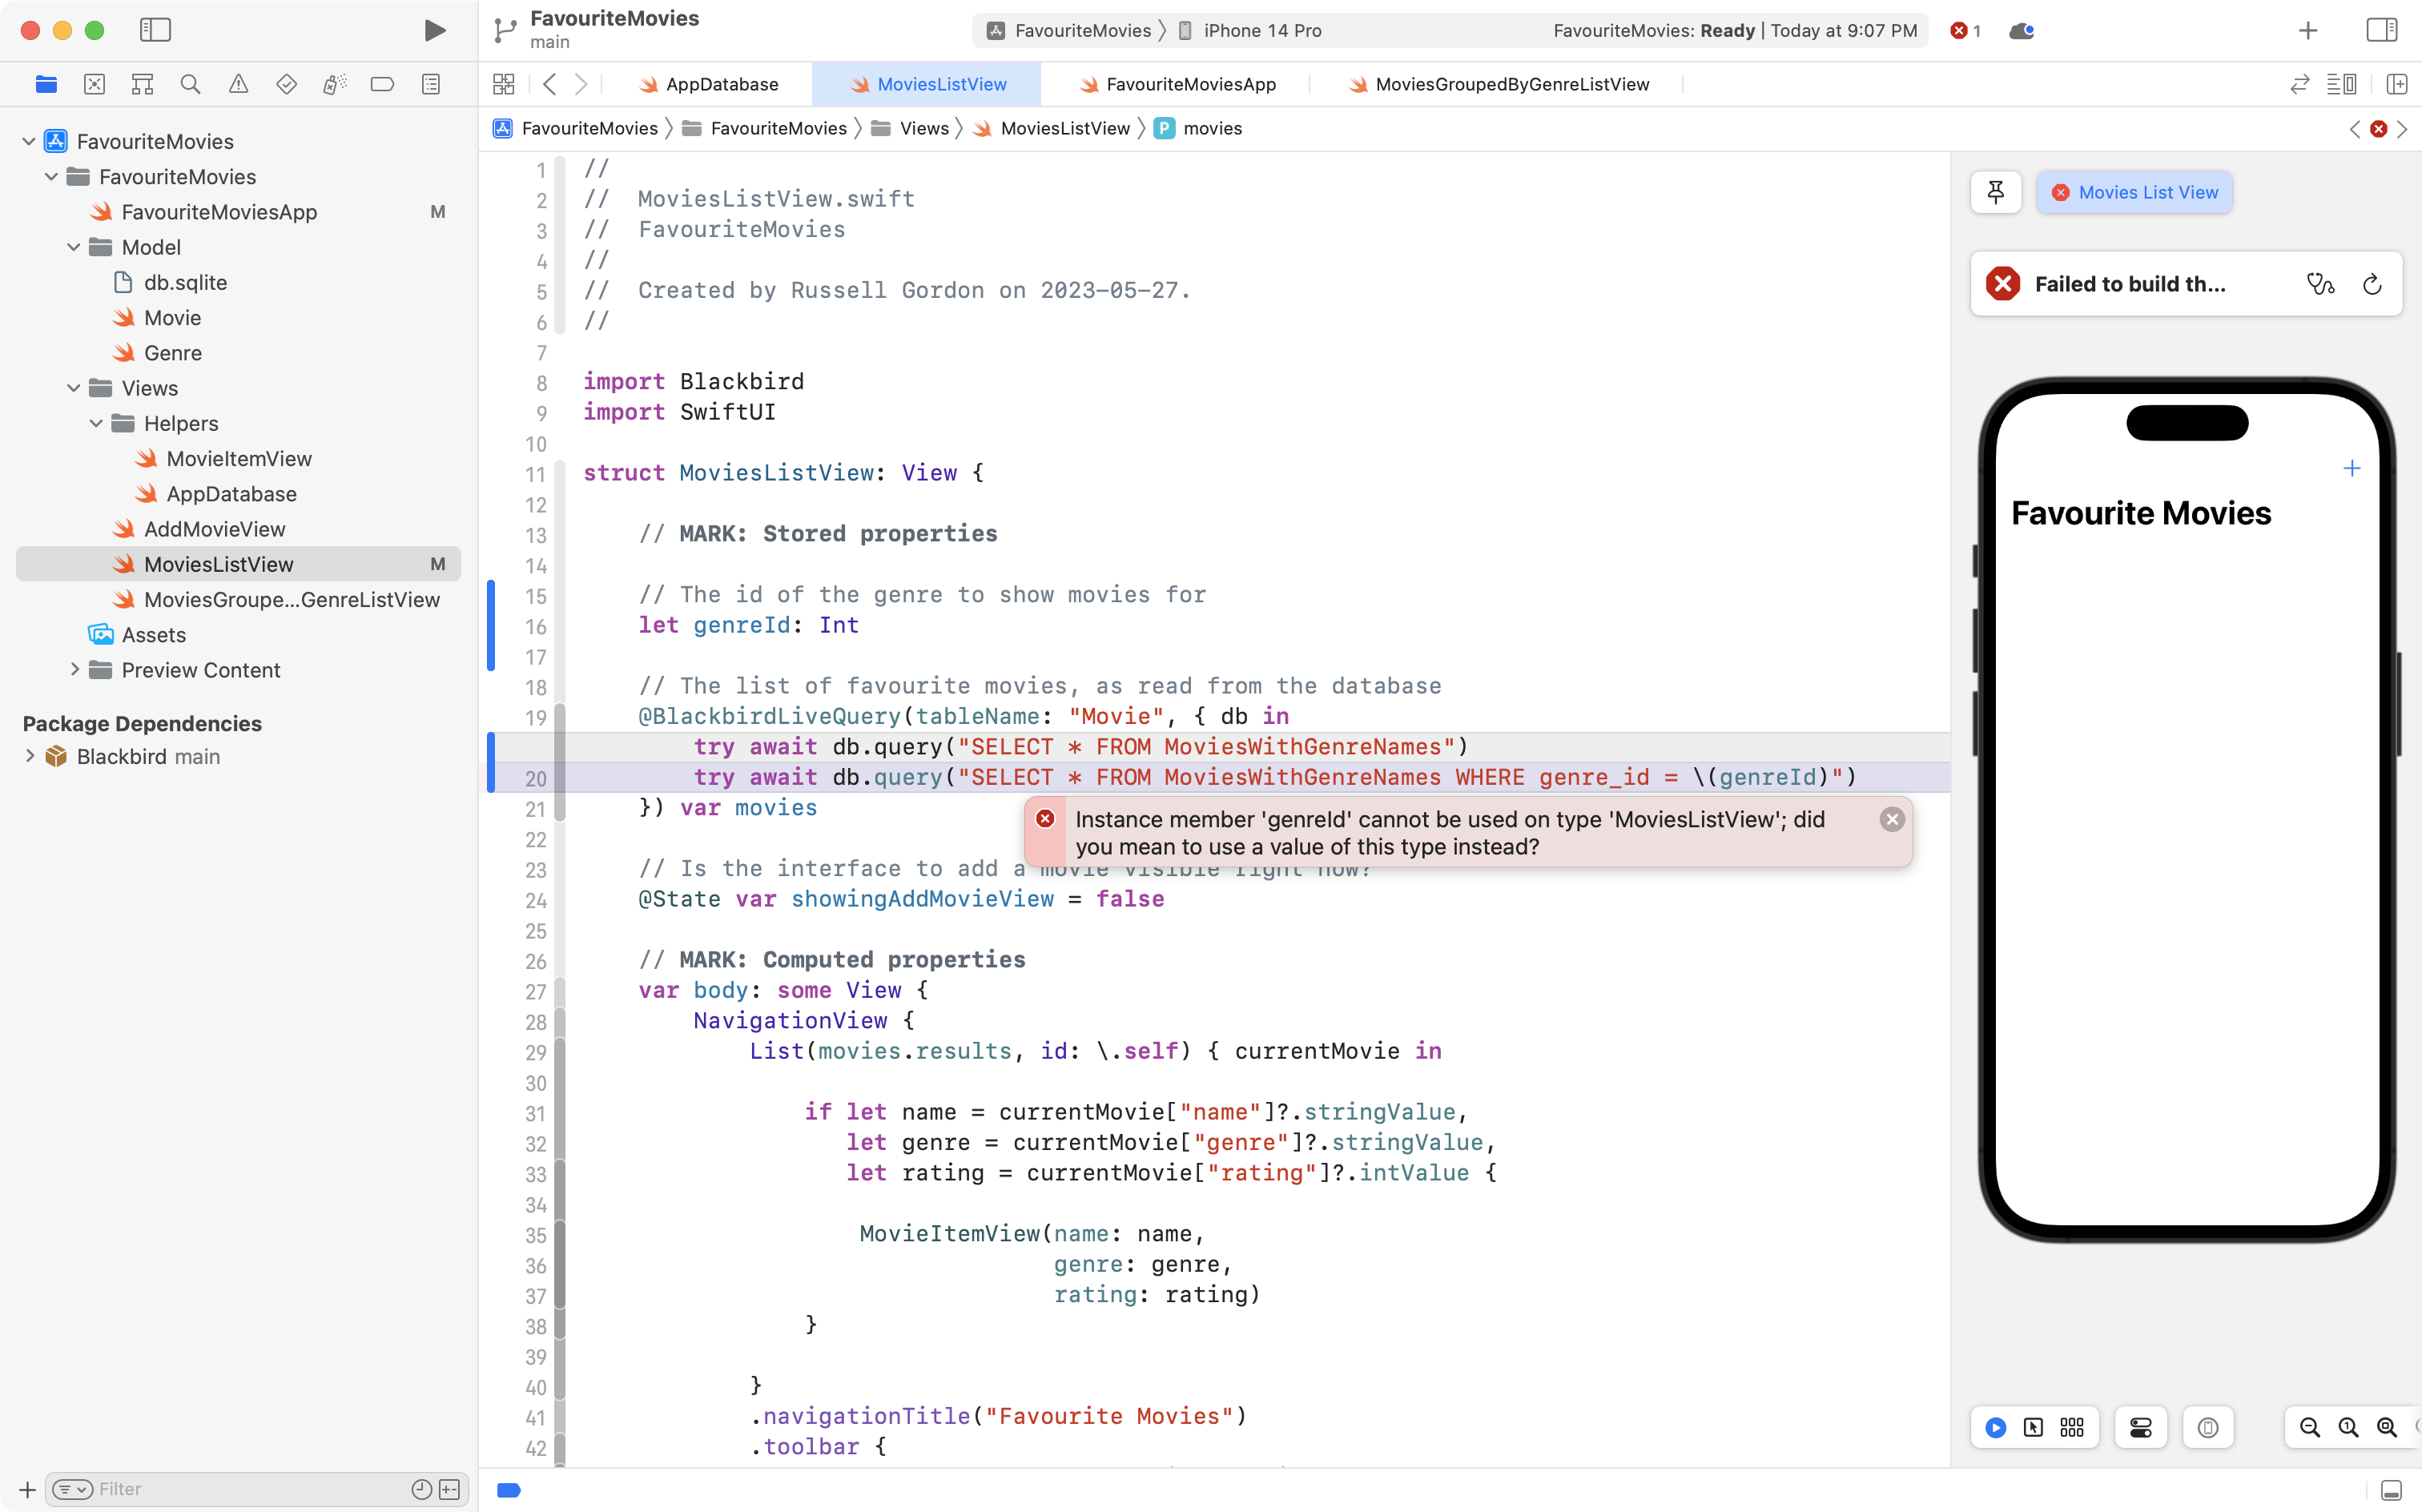 FavouriteMovies
main
FavouriteMovies
iPhone 14 Pro
FavouriteMovies: Ready | Today at 9:07 PM
1
AppDatabase
MoviesListView
FavouriteMoviesApp
MoviesGroupedByGenreListView
FavouriteMovies
FavouriteMovies
Views
MoviesListView
P
movies
FavouriteMovies
FavouriteMovies
FavouriteMoviesApp M
Model
db.sqlite
Movie
Genre
Views
Helpers
MovieItemView
AppDatabase
AddMovieView
MoviesListView M
MoviesGroupe...GenreListView
Assets
Preview Content
Package Dependencies
Blackbird main
Filter
1 //
2 //  MoviesListView.swift
3 //  FavouriteMovies
4 //
5 //  Created by Russell Gordon on 2023-05-27.
6 //
7
8 import Blackbird
9 import SwiftUI
10
11 struct MoviesListView: View {
12
13     // MARK: Stored properties
14
15     // The id of the genre to show movies for
16     let genreId: Int
17
18     // The list of favourite movies, as read from the database
19     @BlackbirdLiveQuery(tableName: "Movie", { db in
        try await db.query("SELECT * FROM MoviesWithGenreNames")
20         try await db.query("SELECT * FROM MoviesWithGenreNames WHERE genre_id = \(genreId)")
21     }) var movies
Instance member 'genreId' cannot be used on type 'MoviesListView'; did
you mean to use a value of this type instead?
22
23     // Is the interface to add a movie visible right now?
24     @State var showingAddMovieView = false
25
26     // MARK: Computed properties
27     var body: some View {
28         NavigationView {
29             List(movies.results, id: \.self) { currentMovie in
30
31                 if let name = currentMovie["name"]?.stringValue,
32                    let genre = currentMovie["genre"]?.stringValue,
33                    let rating = currentMovie["rating"]?.intValue {
34
35                     MovieItemView(name: name,
36                                   genre: genre,
37                                   rating: rating)
38                 }
39
40             }
41             .navigationTitle("Favourite Movies")
42             .toolbar {
Movies List View
Failed to build th...
Favourite Movies